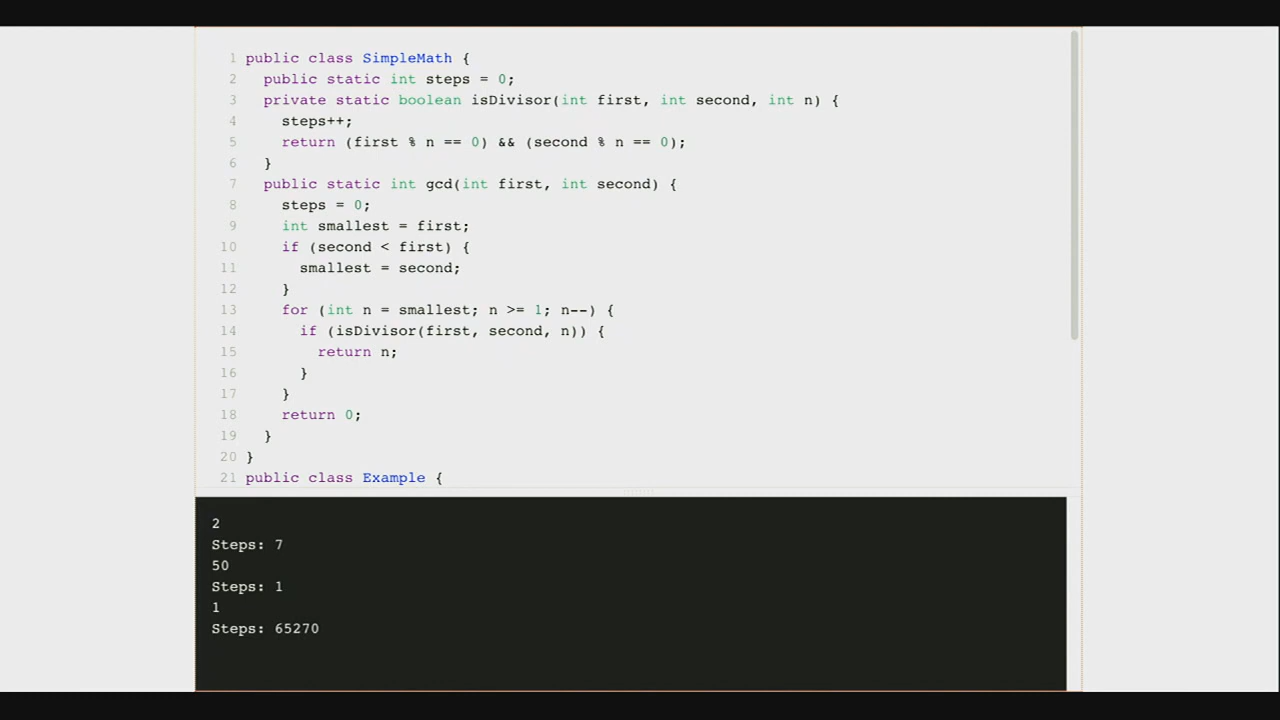 1 public class SimpleMath {
2 public static int steps = 0;
3 private static boolean isDivisor(int first, int second, int n) {
4 steps++;
5 return (first % n == 0) && (second % n == 0);
6 }
7 public static int gcd(int first, int second) {
8 steps = 0;
9 int smallest = first;
10 if (second < first) {
11 smallest = second;
12 }
13 for (int n = smallest; n >= 1; n--) {
14 if (isDivisor(first, second, n)) {
15 return n;
16 }
17 }
18 return 0;
19 }
20 }
21 public class Example {
2
Steps: 7
50
Steps: 1
1
Steps: 65270